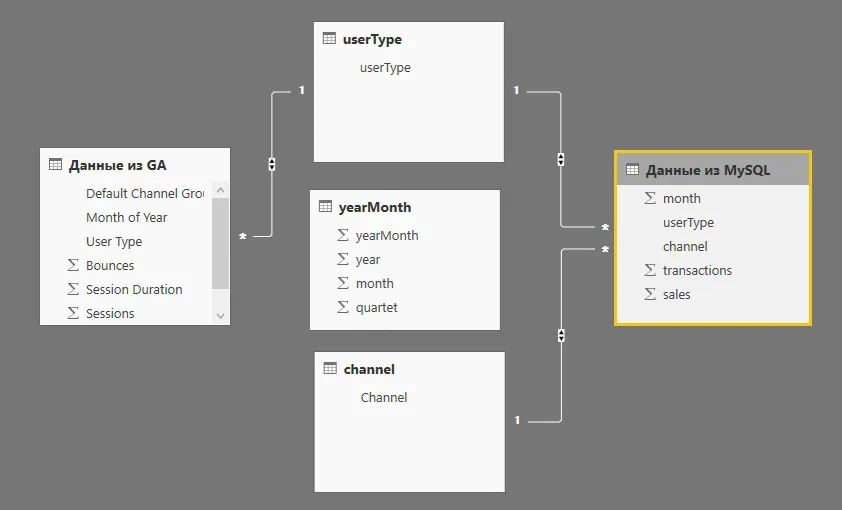 userType
userType
1
1
Данные из GA
Default Channel Grou
Month of Year
User Type
Σ Bounces
Σ Session Duration
Σ Sessions
*
yearMonth
Σ yearMonth
Σ year
Σ month
Σ quartet
Данные из MySQL
Σ month
userType
channel
Σ transactions
Σ sales
*
*
channel
Channel
1